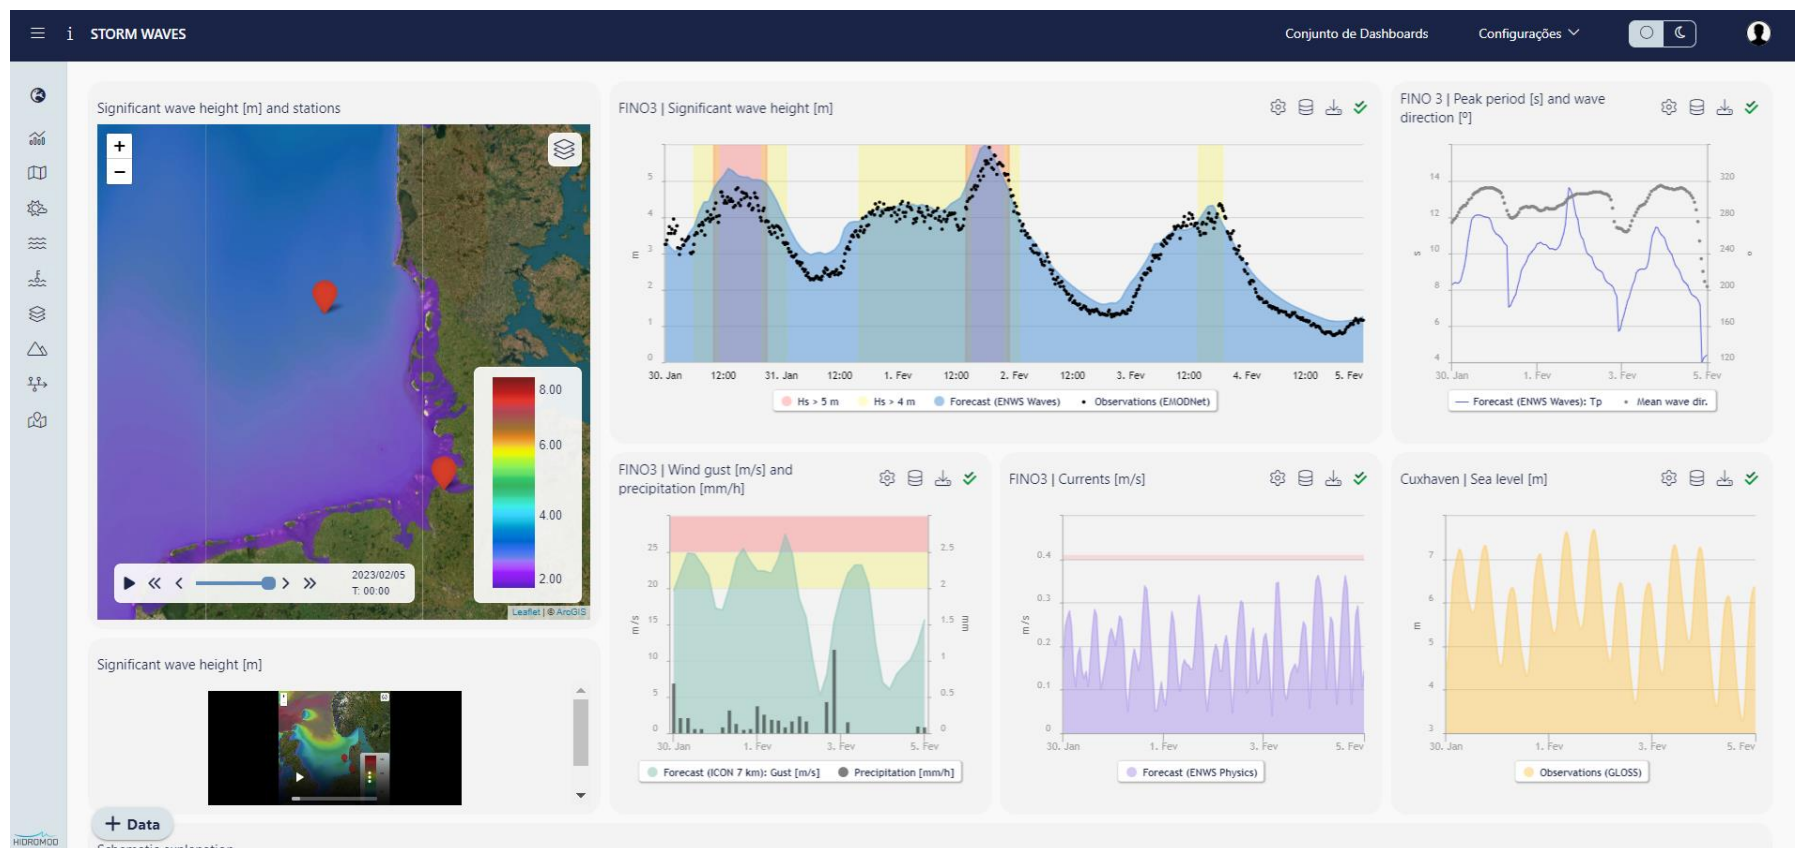 i STORM WAVES
Conjunto de Dashboards
Configurações
Significant wave height [m] and stations
+
−
8.00
6.00
4.00
2.00
2023/02/05
T: 00:00
Leaflet | © ArcGIS
FINO3 | Significant wave height [m]
m
5
4
3
2
1
0
30. Jan 12:00 31. Jan 12:00 1. Fev 12:00 2. Fev 12:00 3. Fev 12:00 4. Fev 12:00 5. Fev
Hs > 5 m Hs > 4 m Forecast (ENWS Waves) Observations (EMODNet)
FINO 3 | Peak period [s] and wave
direction [º]
s
14 320
12 280
10 240 °
8 200
6 160
4 120
30. Jan 1. Fev 3. Fev 5. Fev
Forecast (ENWS Waves): Tp Mean wave dir.
Significant wave height [m]
+ Data
HIDROMOD
FINO3 | Wind gust [m/s] and
precipitation [mm/h]
m/s
mm
25 2.5
20 2
15 1.5
10 1
5 0.5
0 0
30. Jan 1. Fev 3. Fev 5. Fev
Forecast (ICON 7 km): Gust [m/s] Precipitation [mm/h]
FINO3 | Currents [m/s]
m/s
0.4
0.3
0.2
0.1
0
30. Jan 1. Fev 3. Fev 5. Fev
Forecast (ENWS Physics)
Cuxhaven | Sea level [m]
m
7
6
5
4
3
30. Jan 1. Fev 3. Fev 5. Fev
Observations (GLOSS)